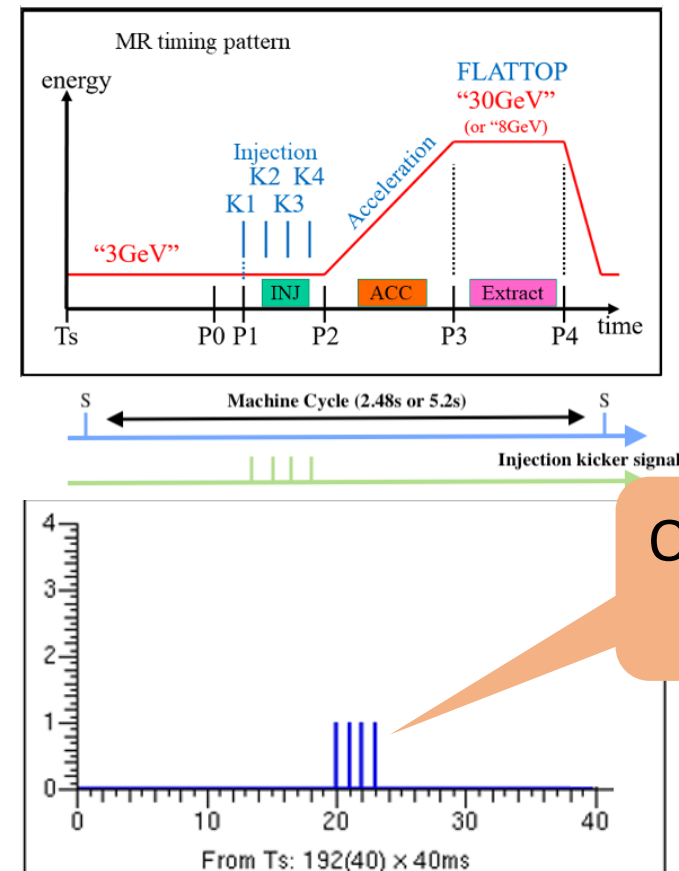 MR timing pattern
energy
FLATTOP
“30GeV”
(or “8GeV)
Acceleration
Injection
K2 K4
K1 K3
“3GeV”
INJ
ACC
Extract
Ts P0 P1 P2 P3 P4 time
S Machine Cycle (2.48s or 5.2s) S
Injection kicker signal
4
3
2
1
0
0 10 20 30 40
From Ts: 192(40) × 40ms